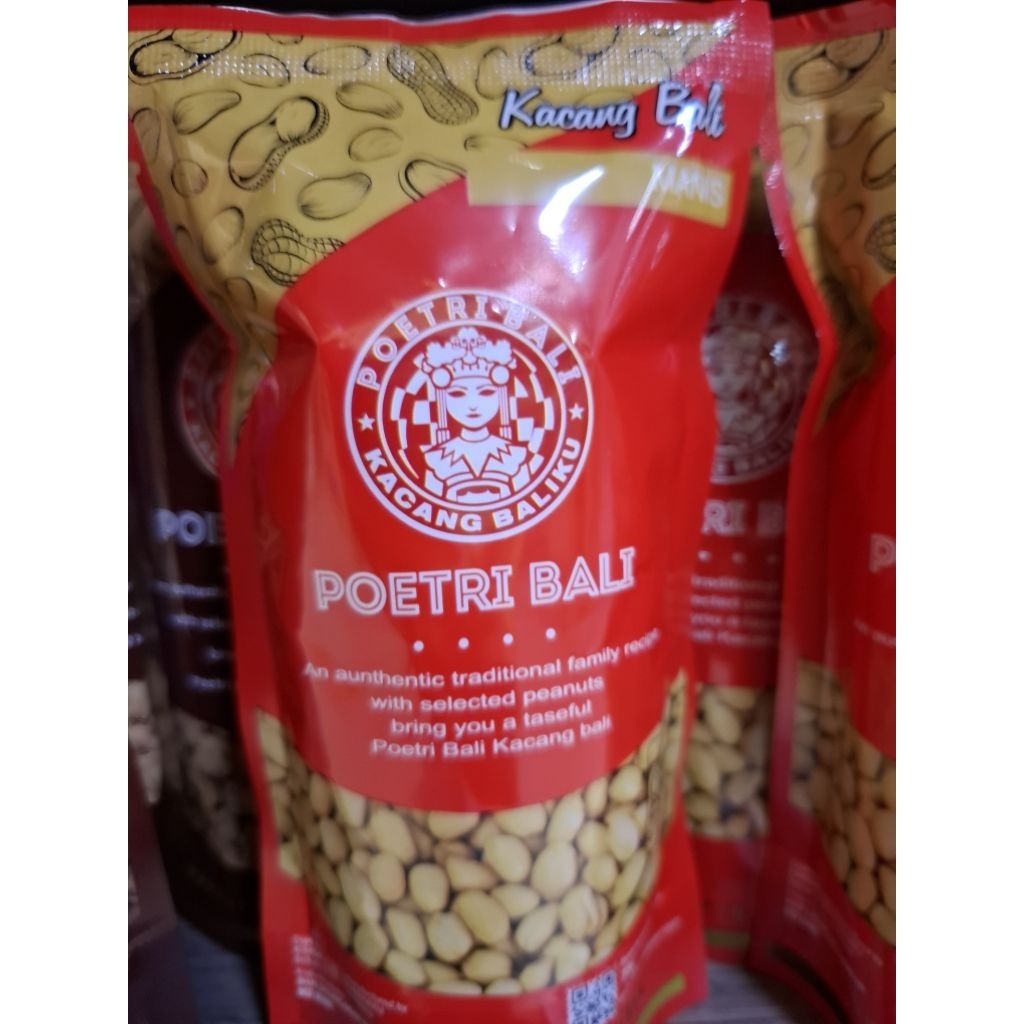 Kacang Bali
MANIS
POETRI BALI
KACANG BALIKU
POETRI BALI
An aunthentic traditional family recipe
with selected peanuts
bring you a taseful
Poetri Bali Kacang bali